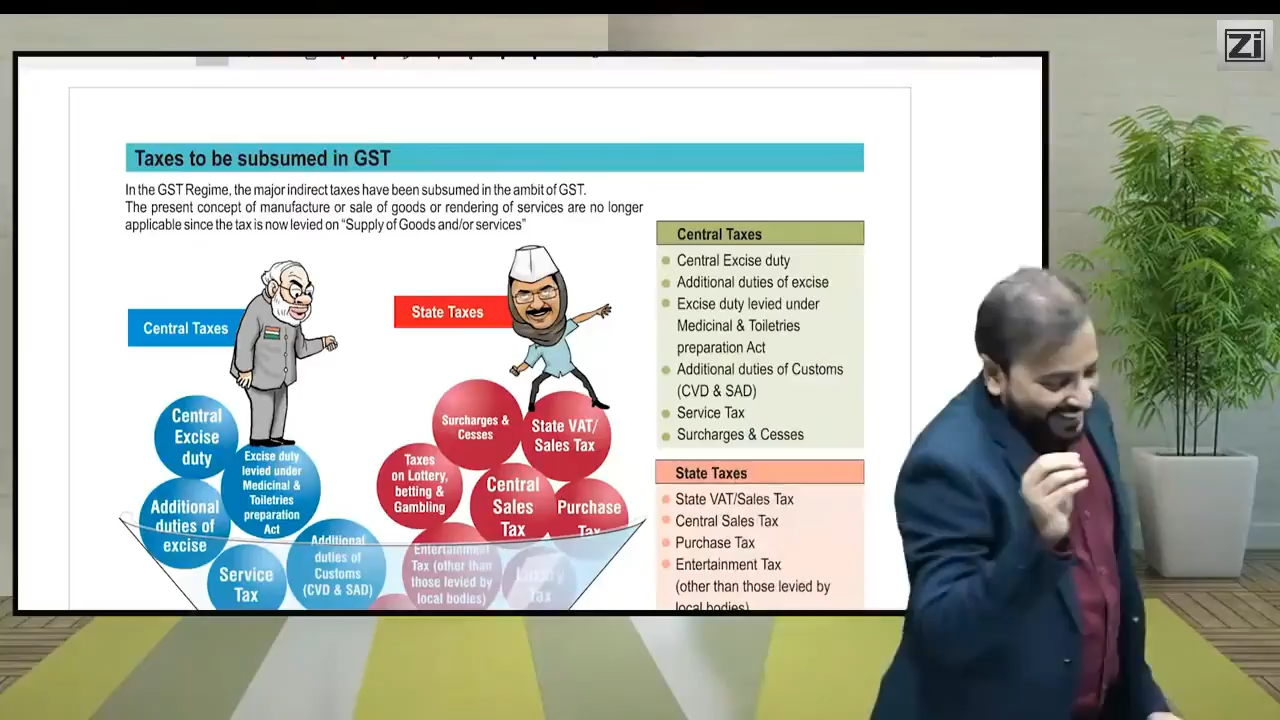 Zi
Taxes to be subsumed in GST
In the GST Regime, the major indirect taxes have been subsumed in the ambit of GST.
The present concept of manufacture or sale of goods or rendering of services are no longer
applicable since the tax is now levied on “Supply of Goods and/or services”
Central Taxes
State Taxes
Central
Excise
duty
Excise duty
levied under
Medicinal &
Toiletries
preparation
Act
Additional
duties of
excise
Service
Tax
Additional
duties of
Customs
(CVD & SAD)
Surcharges &
Cesses
State VAT/
Sales Tax
Taxes
on Lottery,
betting &
Gambling
Central
Sales
Tax
Purchase
Tax
Entertainment
Tax (other than
those levied by
local bodies)
Luxury
Tax
Central Taxes
Central Excise duty
Additional duties of excise
Excise duty levied under
Medicinal & Toiletries
preparation Act
Additional duties of Customs
(CVD & SAD)
Service Tax
Surcharges & Cesses
State Taxes
State VAT/Sales Tax
Central Sales Tax
Purchase Tax
Entertainment Tax
(other than those levied by
local bodies)